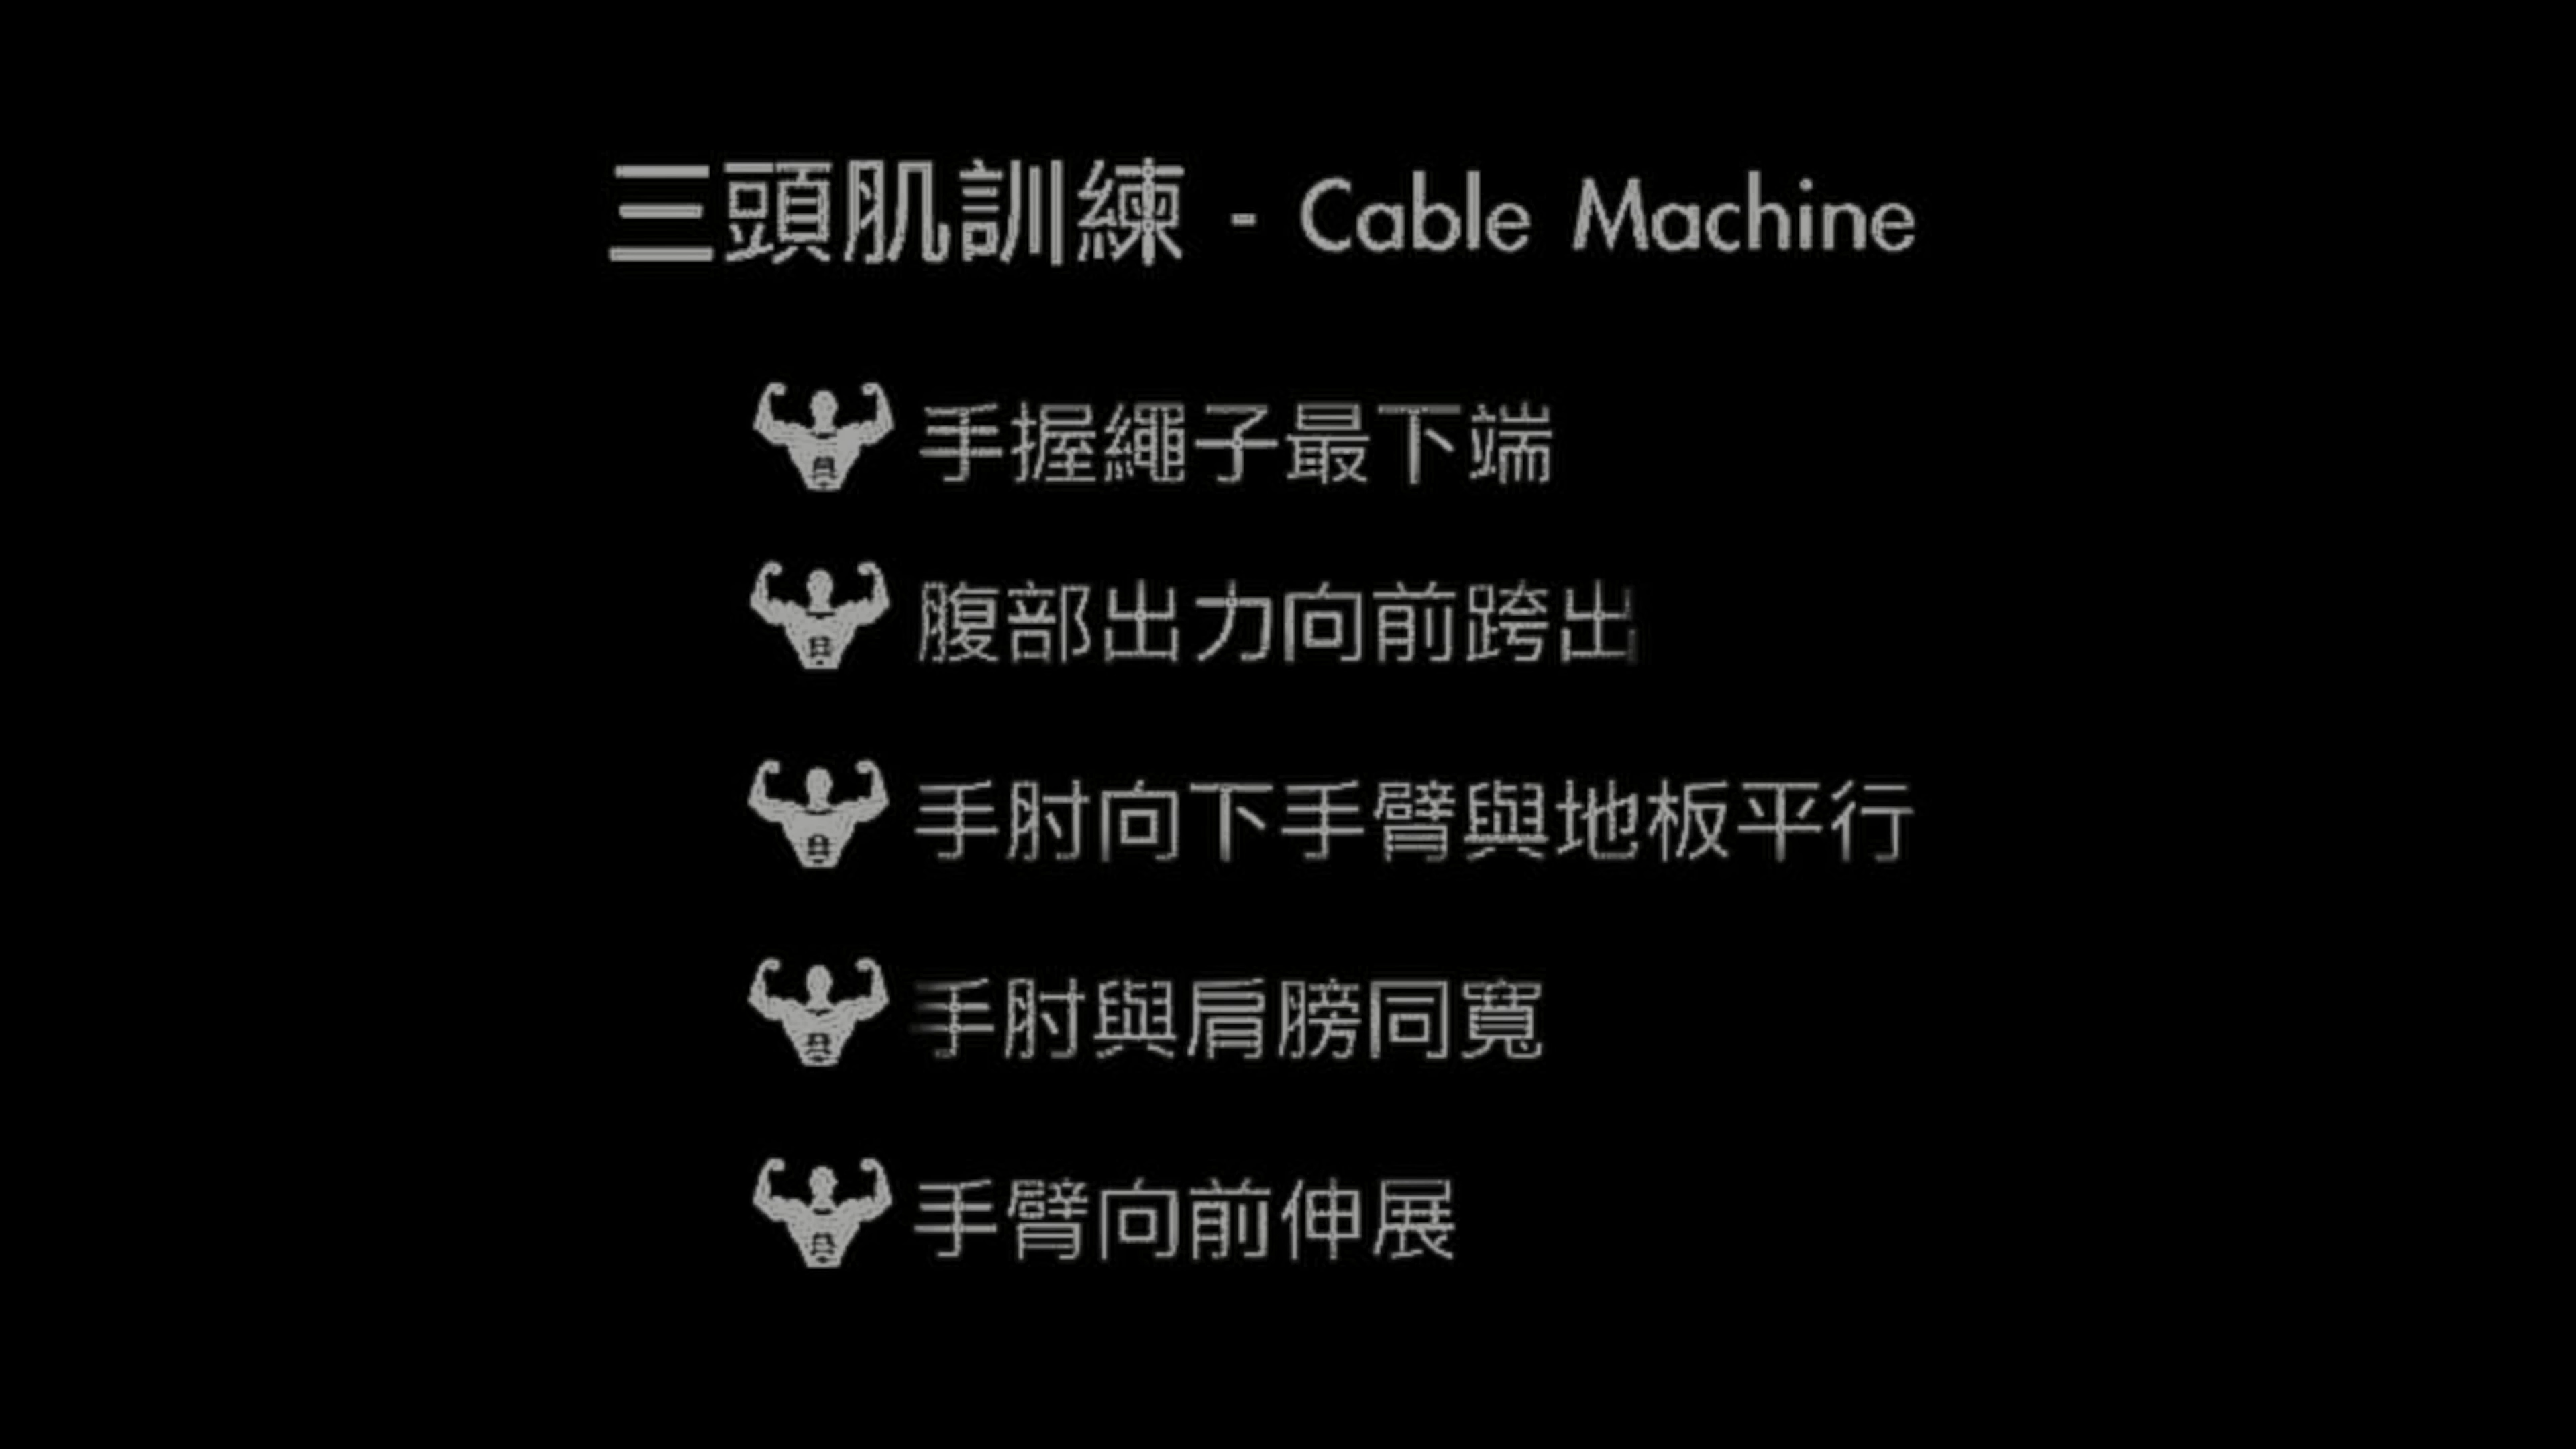 三頭肌訓練 - Cable Machine
手握繩子最下端
腹部出力向前跨出
手肘向下手臂與地板平行
手肘與肩膀同寬
手臂向前伸展